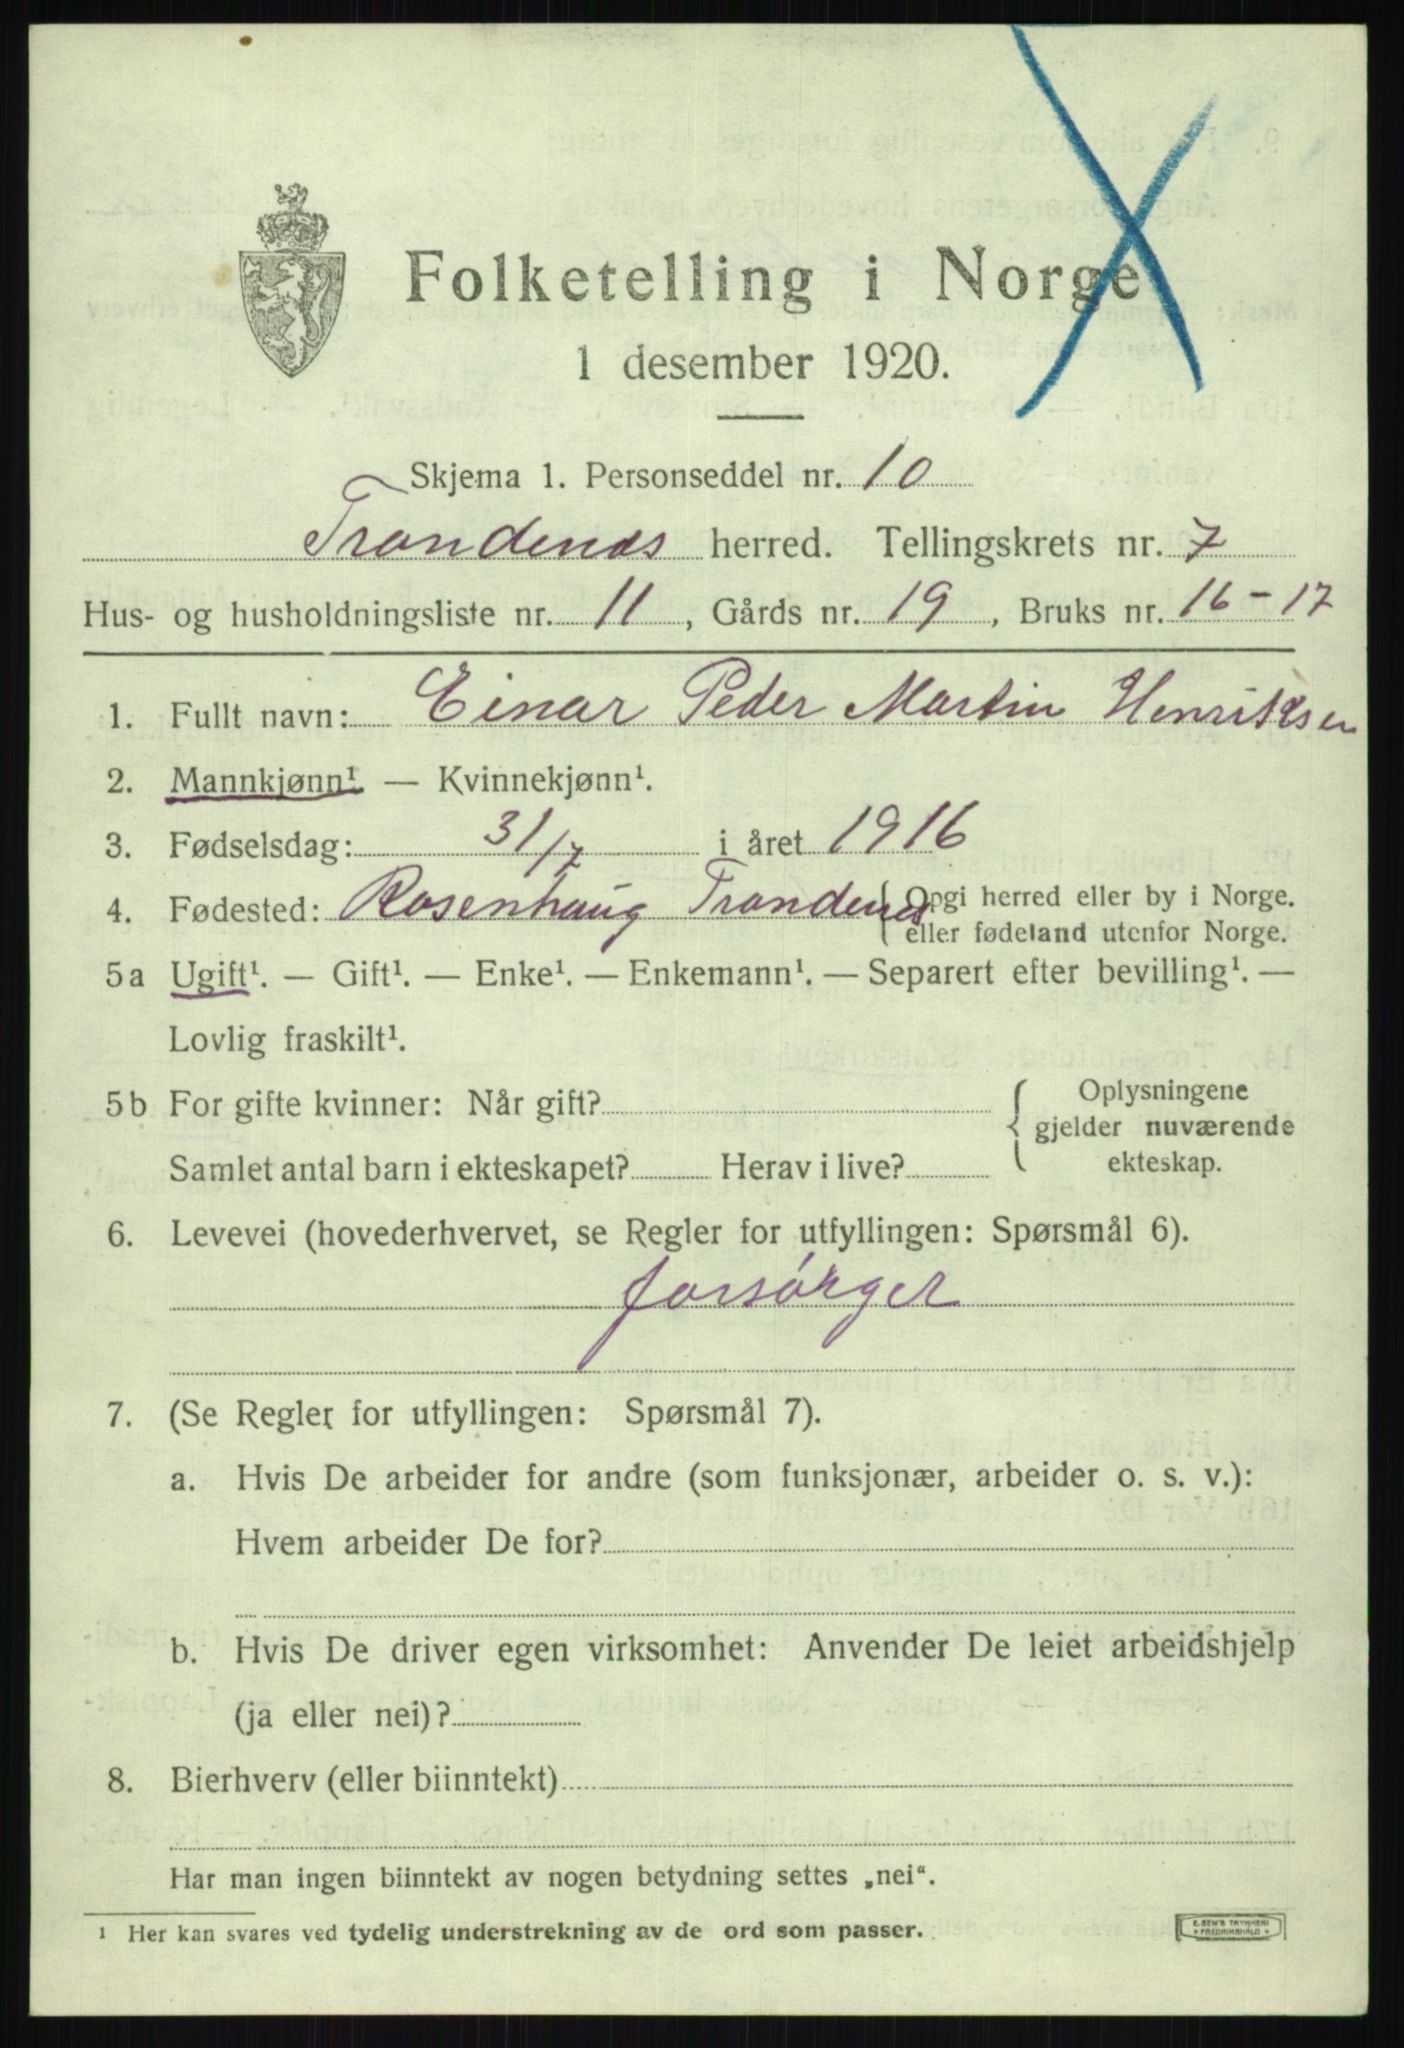 Folketelling i Norge
1 desember 1920.
Skjema 1. Personseddel nr. 10
Trondenes herred. Tellingskrets nr. 7
Hus- og husholdningsliste nr. 11, Gårds nr. 19, Bruks nr. 16-17
1. Fullt navn: Einar Peder Martin Henriksen
2. Mannkjønn¹ — Kvinnekjønn¹.
3. Fødselsdag: 31/7 i året 1916
4. Fødested: Rosenhaug Trondenes { Opgi herred eller by i Norge.
eller fødeland utenfor Norge.
5a Ugift¹. — Gift¹. — Enke¹. — Enkemann¹. — Separert efter bevilling¹. —
Lovlig fraskilt¹.
5b For gifte kvinner: Når gift? { Oplysningene
gjelder nuværende
Samlet antal barn i ekteskapet? Herav i live? ekteskap.
6. Levevei (hovederhvervet, se Regler for utfyllingen: Spørsmål 6).
forsørger
7. (Se Regler for utfyllingen: Spørsmål 7).
a. Hvis De arbeider for andre (som funksjonær, arbeider o. s. v.):
Hvem arbeider De for?
b. Hvis De driver egen virksomhet: Anvender De leiet arbeidshjelp
(ja eller nei)?
8. Bierhverv (eller biinntekt)
Har man ingen biinntekt av nogen betydning settes „nei“.
¹ Her kan svares ved tydelig understrekning av de ord som passer.